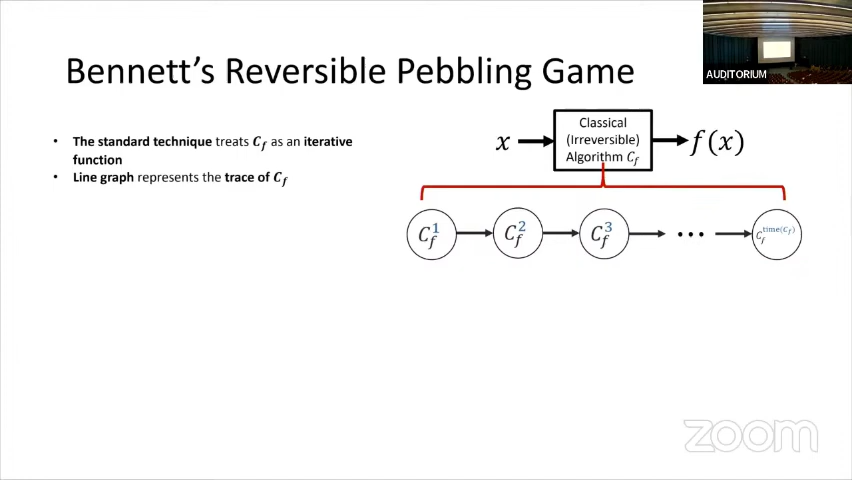 AUDITORIUM
Bennett's Reversible Pebbling Game
• The standard technique treats C_f as an iterative
function
• Line graph represents the trace of C_f
x
Classical
(Irreversible)
Algorithm C_f
f(x)
C_f^1
C_f^2
C_f^3
•••
C_f^time(C_f)
zoom